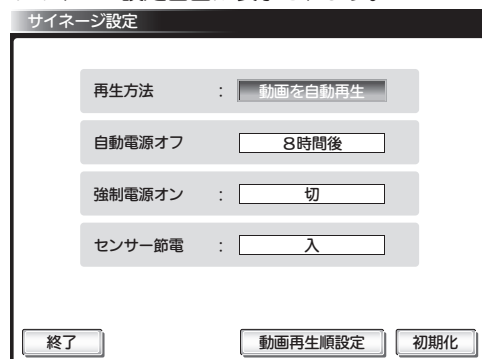 サイネージ設定
再生方法 : 動画を自動再生
自動電源オフ 8時間後
強制電源オン : 切
センサー節電 : 入
終了 動画再生順設定 初期化